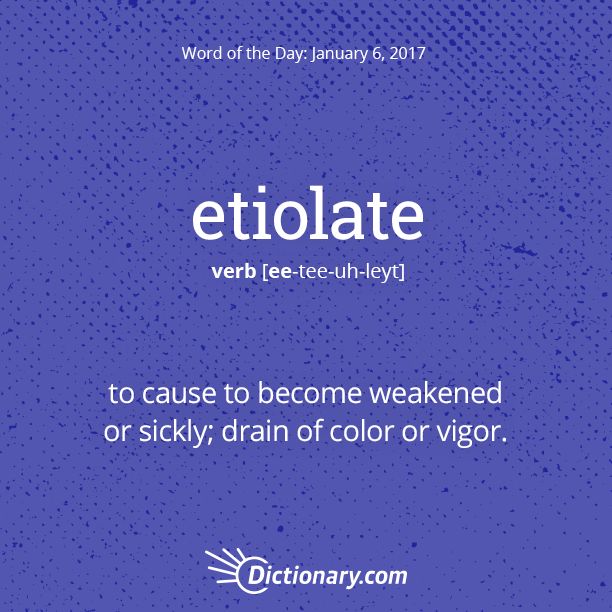 Word of the Day: January 6, 2017
etiolate
verb [ee-tee-uh-leyt]
to cause to become weakened
or sickly; drain of color or vigor.
Dictionary.com